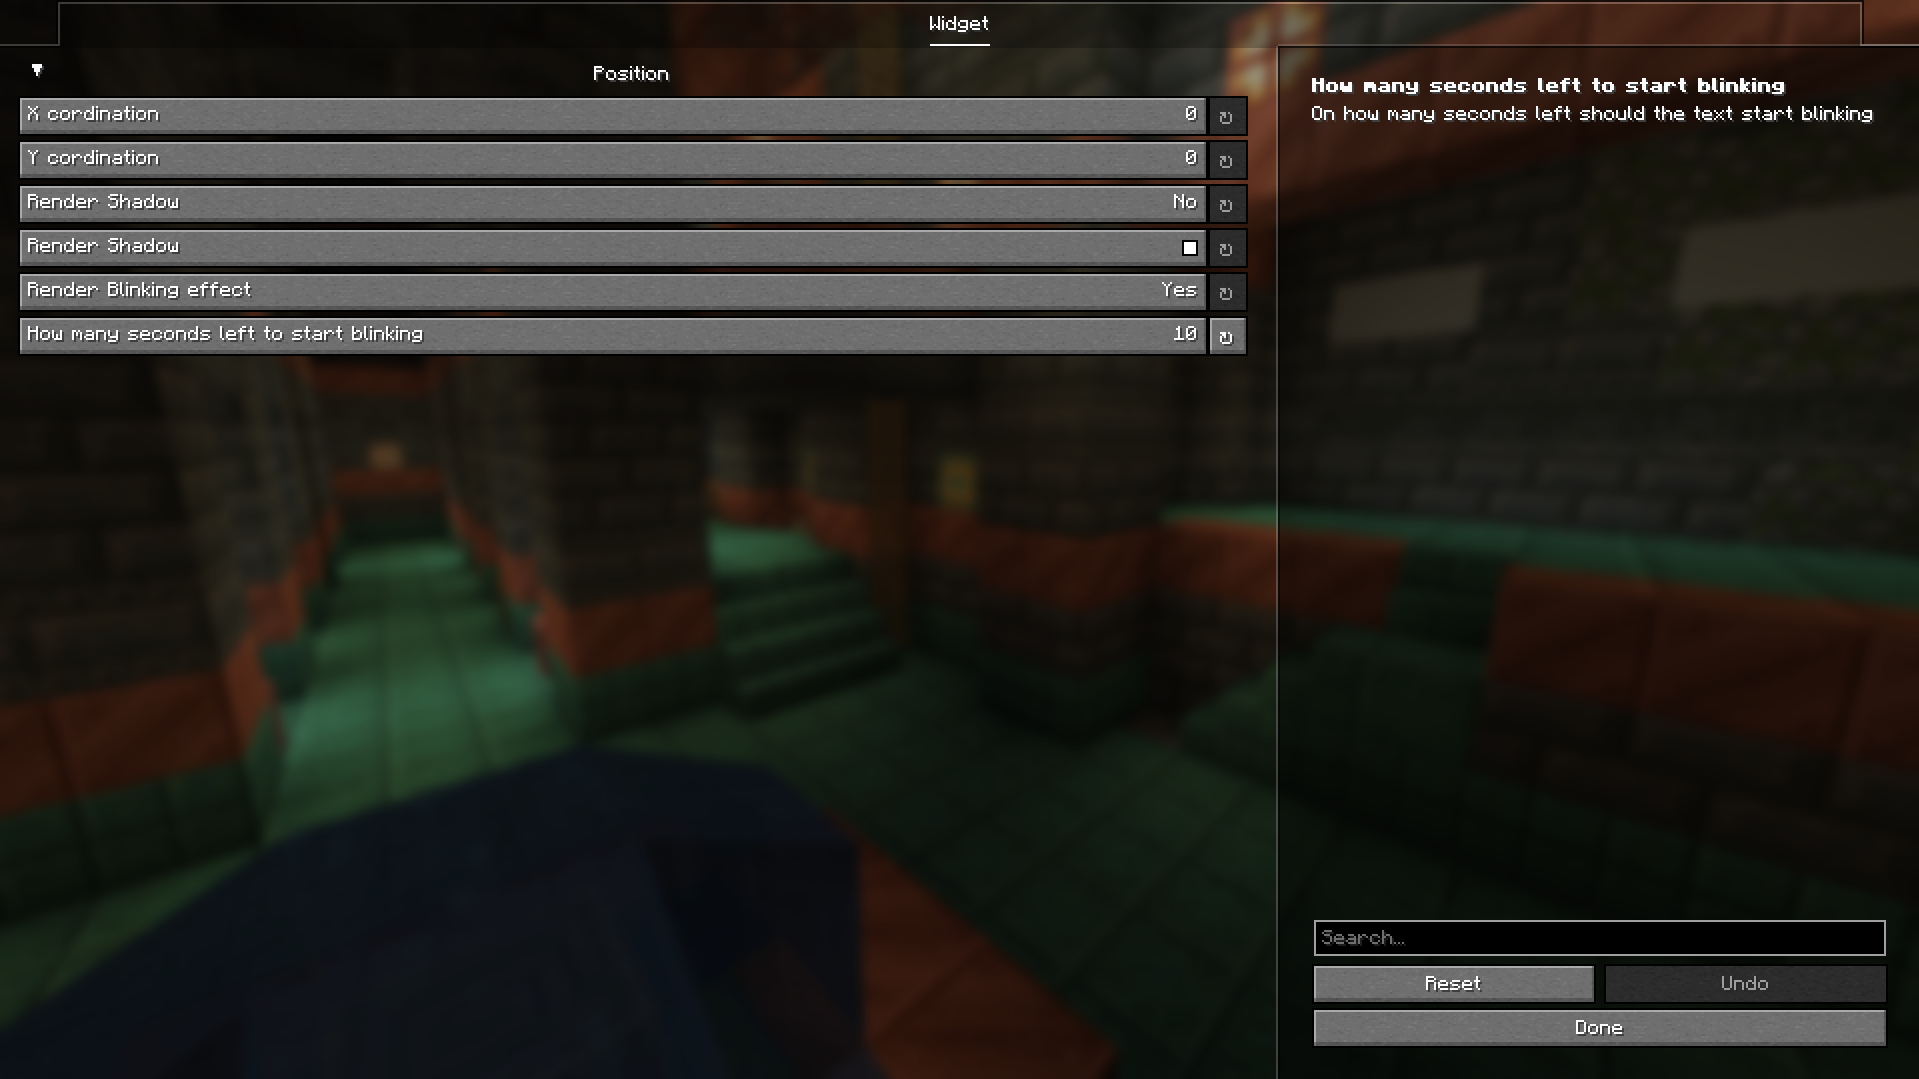 Widget
Position
X cordination 0
Y cordination 0
Render Shadow No
Render Shadow
Render Blinking effect Yes
How many seconds left to start blinking 10
How many seconds left to start blinking
On how many seconds left should the text start blinking
Search...
Reset Undo
Done